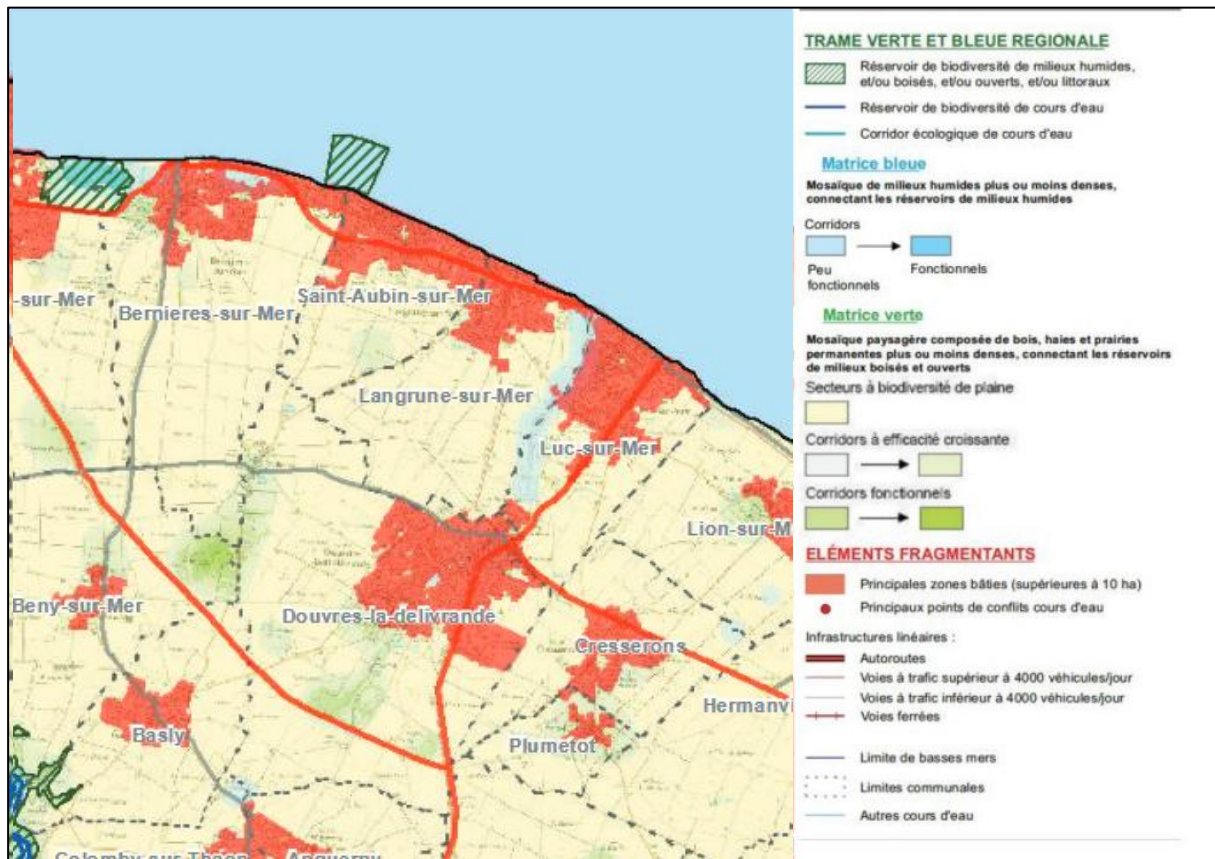 -sur-Mer
Bernieres-sur-Mer
Saint-Aubin-sur-Mer
Langrune-sur-Mer
Luc-sur-Mer
Lion-sur-M
Beny-sur-Mer
Douvres-la-delivrande
Cresserons
Hermanvi
Basly
Plumetot
Colomby-sur-Thaon
Anguerny
TRAME VERTE ET BLEUE REGIONALE
Réservoir de biodiversité de milieux humides,
et/ou boisés, et/ou ouverts, et/ou littoraux
Réservoir de biodiversité de cours d'eau
Corridor écologique de cours d'eau
Matrice bleue
Mosaïque de milieux humides plus ou moins denses,
connectant les réservoirs de milieux humides
Corridors
Peu
fonctionnels
Fonctionnels
Matrice verte
Mosaïque paysagère composée de bois, haies et prairies
permanentes plus ou moins denses, connectant les réservoirs
de milieux boisés et ouverts
Secteurs à biodiversité de plaine
Corridors à efficacité croissante
Corridors fonctionnels
ELÉMENTS FRAGMENTANTS
Principales zones bâties (supérieures à 10 ha)
Principaux points de conflits cours d'eau
Infrastructures linéaires :
Autoroutes
Voies à trafic supérieur à 4000 véhicules/jour
Voies à trafic inférieur à 4000 véhicules/jour
Voies ferrées
Limite de basses mers
Limites communales
Autres cours d'eau